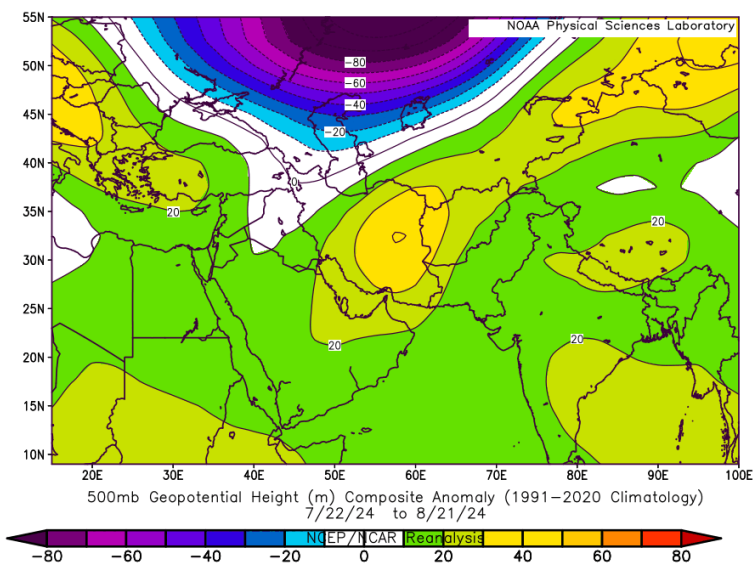 NOAA Physical Sciences Laboratory
55N
50N
45N
40N
35N
30N
25N
20N
15N
10N
-80
-60
-40
-20
0
20
20
20
20
20E
30E
40E
50E
60E
70E
80E
90E
100E
500mb Geopotential Height (m) Composite Anomaly (1991-2020 Climatology)
7/22/24 to 8/21/24
NCEP/NCAR Reanalysis
-80 -60 -40 -20 0 20 40 60 80